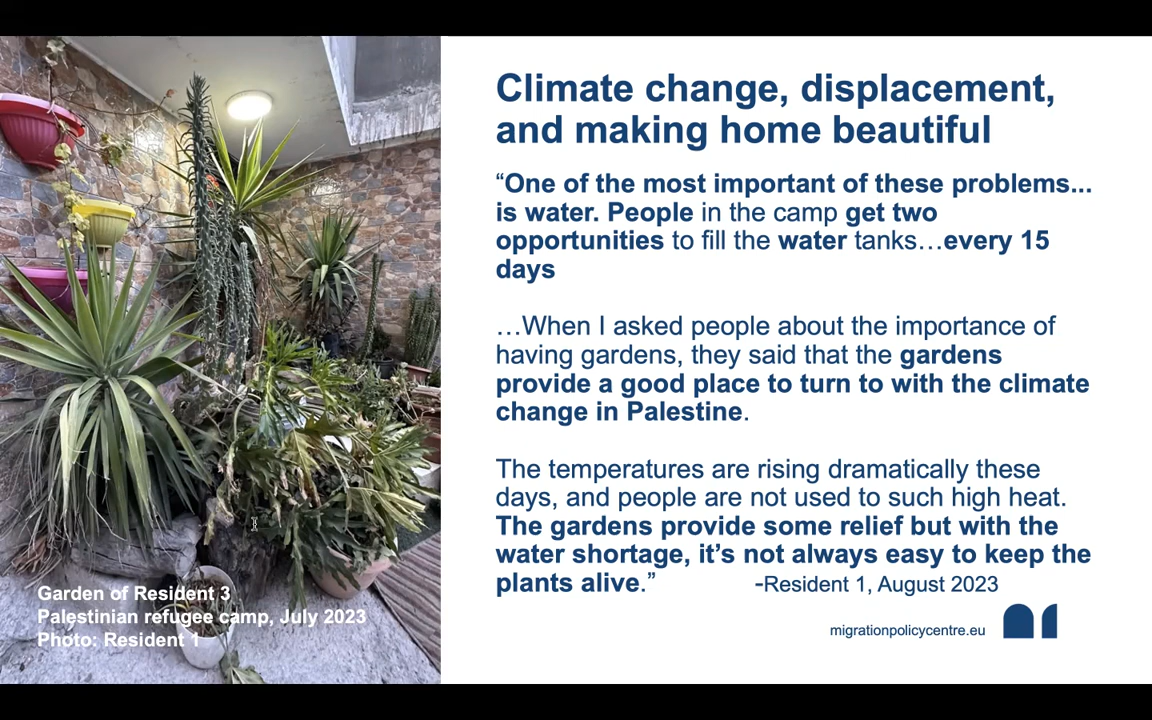 Climate change, displacement,
and making home beautiful
“One of the most important of these problems...
is water. People in the camp get two
opportunities to fill the water tanks…every 15
days
…When I asked people about the importance of
having gardens, they said that the gardens
provide a good place to turn to with the climate
change in Palestine.
The temperatures are rising dramatically these
days, and people are not used to such high heat.
The gardens provide some relief but with the
water shortage, it’s not always easy to keep the
plants alive.” -Resident 1, August 2023
Garden of Resident 3
Palestinian refugee camp, July 2023
Photo: Resident 1
migrationpolicycentre.eu